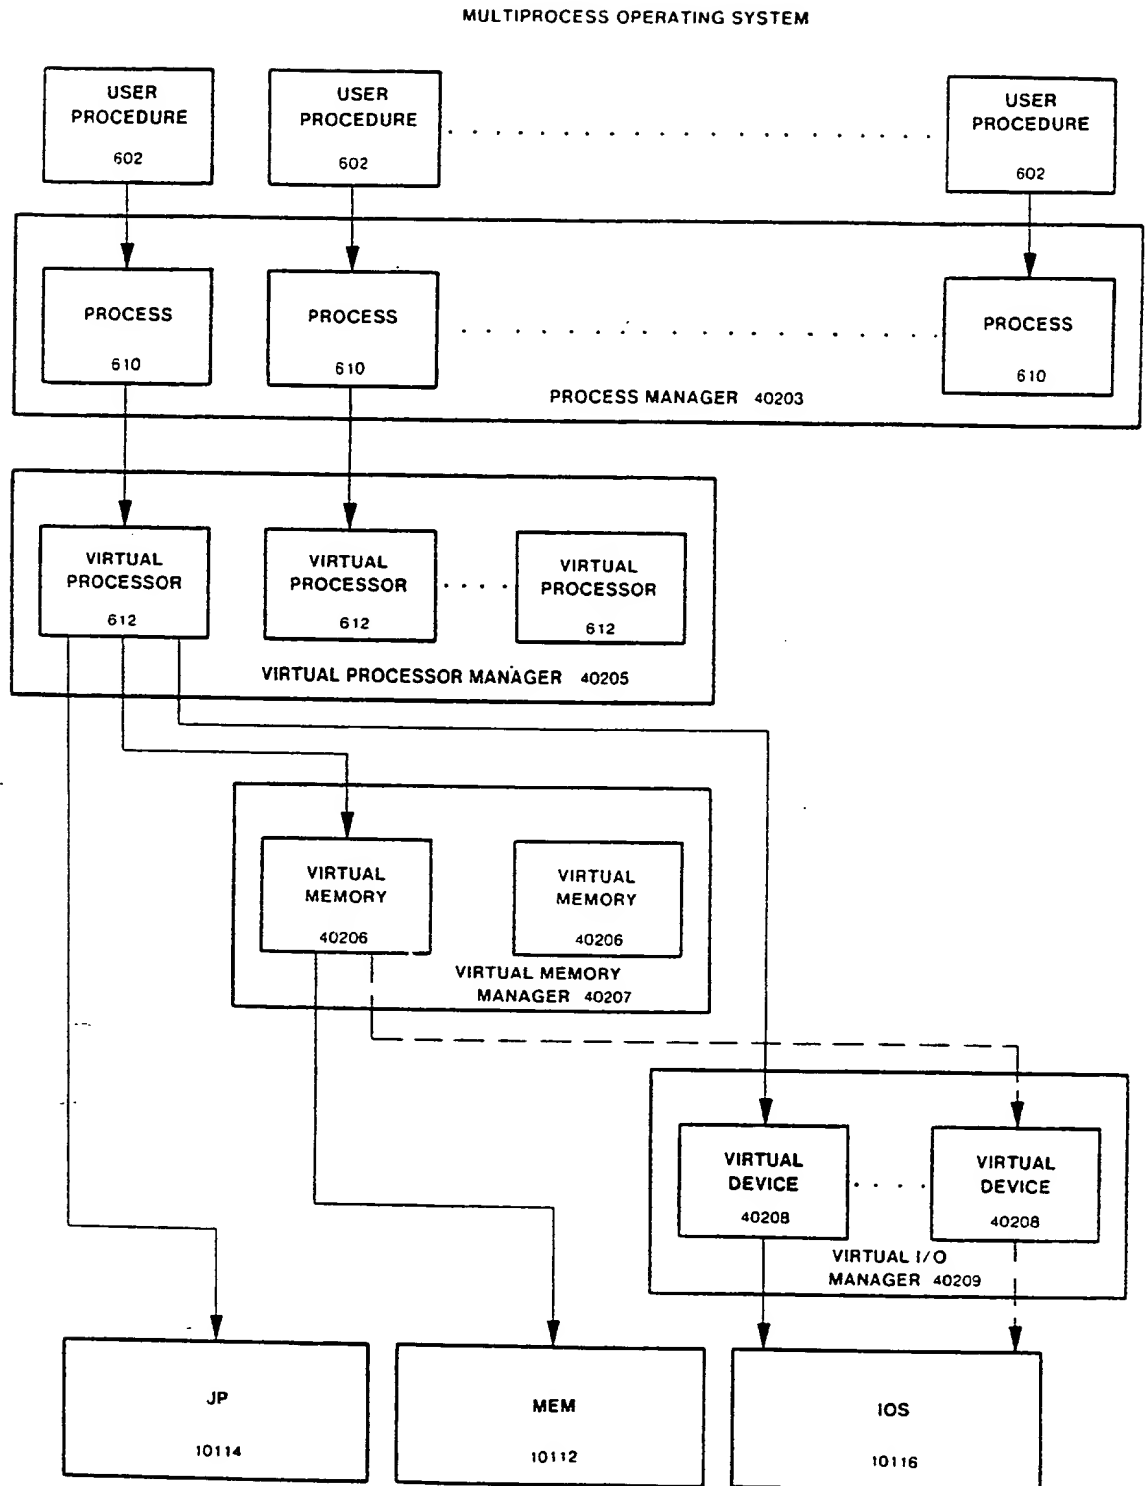 MULTIPROCESS OPERATING SYSTEM
USER
PROCEDURE
602
USER
PROCEDURE
602
USER
PROCEDURE
602
PROCESS
610
PROCESS
610
PROCESS
610
PROCESS MANAGER 40203
VIRTUAL
PROCESSOR
612
VIRTUAL
PROCESSOR
612
VIRTUAL
PROCESSOR
612
VIRTUAL PROCESSOR MANAGER 40205
VIRTUAL
MEMORY
40206
VIRTUAL
MEMORY
40206
VIRTUAL MEMORY
MANAGER 40207
VIRTUAL
DEVICE
40208
VIRTUAL
DEVICE
40208
VIRTUAL I/O
MANAGER 40209
JP
10114
MEM
10112
IOS
10116